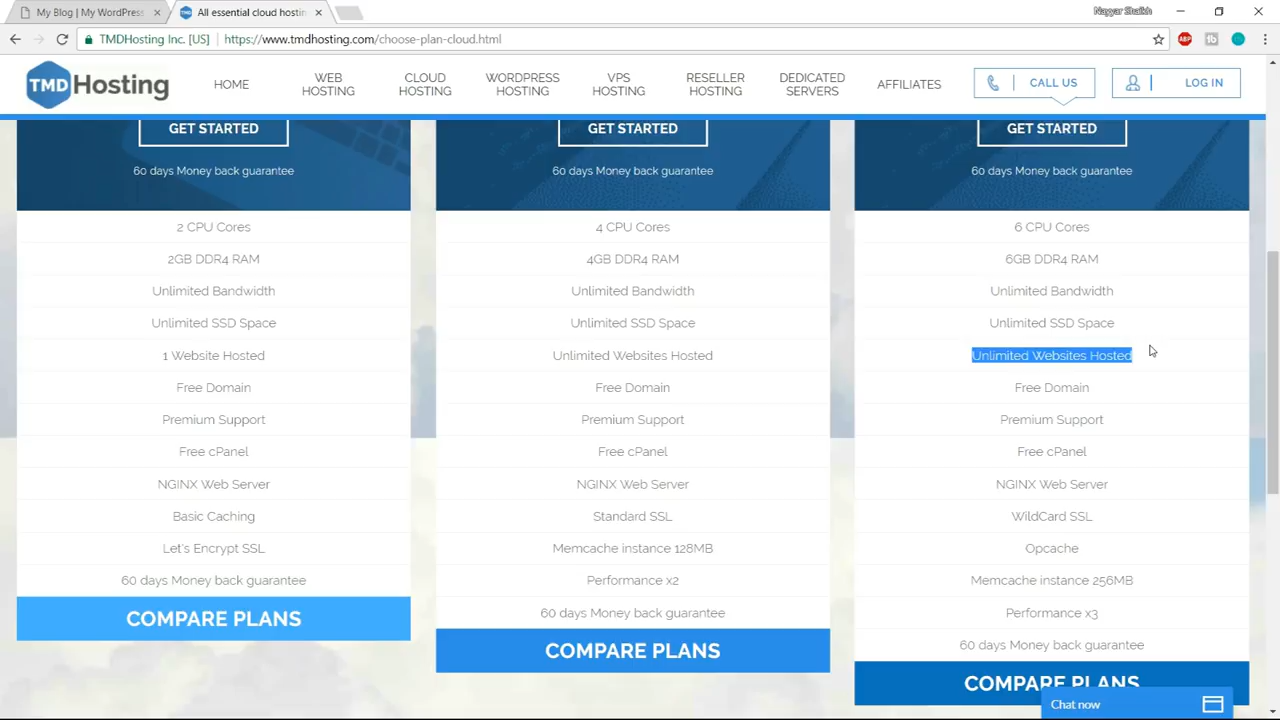 My Blog | My WordPress
All essential cloud hostin
Nayyar Shaikh
TMDHosting Inc. [US]
https://www.tmdhosting.com/choose-plan-cloud.html
ABP
TMDHosting
HOME
WEB
HOSTING
CLOUD
HOSTING
WORDPRESS
HOSTING
VPS
HOSTING
RESELLER
HOSTING
DEDICATED
SERVERS
AFFILIATES
CALL US
LOG IN
GET STARTED
60 days Money back guarantee
2 CPU Cores
2GB DDR4 RAM
Unlimited Bandwidth
Unlimited SSD Space
1 Website Hosted
Free Domain
Premium Support
Free cPanel
NGINX Web Server
Basic Caching
Let's Encrypt SSL
60 days Money back guarantee
COMPARE PLANS
GET STARTED
60 days Money back guarantee
4 CPU Cores
4GB DDR4 RAM
Unlimited Bandwidth
Unlimited SSD Space
Unlimited Websites Hosted
Free Domain
Premium Support
Free cPanel
NGINX Web Server
Standard SSL
Memcache instance 128MB
Performance x2
60 days Money back guarantee
COMPARE PLANS
GET STARTED
60 days Money back guarantee
6 CPU Cores
6GB DDR4 RAM
Unlimited Bandwidth
Unlimited SSD Space
Unlimited Websites Hosted
Free Domain
Premium Support
Free cPanel
NGINX Web Server
WildCard SSL
Opcache
Memcache instance 256MB
Performance x3
60 days Money back guarantee
COMPARE PLANS
Chat now